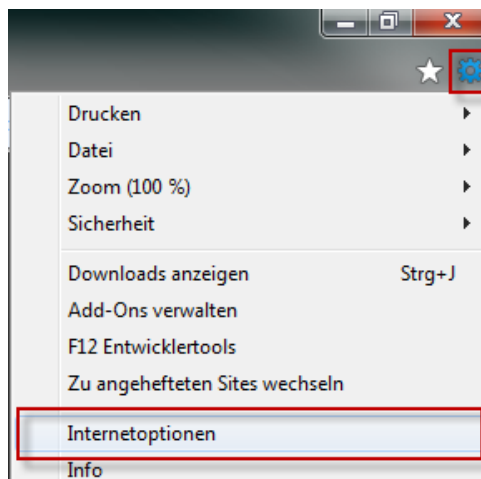 Drucken
Datei
Zoom (100 %)
Sicherheit
Downloads anzeigen Strg+J
Add-Ons verwalten
F12 Entwicklertools
Zu angehefteten Sites wechseln
Internetoptionen
Info